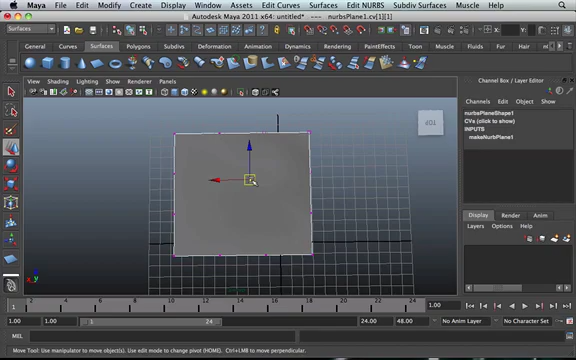 Maya File Edit Modify Create Display Window Assets Edit Curves Surfaces Edit NURBS Subdiv Surfaces Muscle Help
Autodesk Maya 2011 x64: untitled* --- nurbsPlane1.cv[1][1]
Surfaces
General Curves Surfaces Polygons Deformation Animation Dynamics Rendering PaintEffects Toon Muscle Fluids Fur Hair
View Shading Lighting Show Renderer Panels
TOP
Channel Box / Layer Editor
Channels Edit Object Show
nurbsPlaneShape1
CVs (click to show)
INPUTS
makeNurbPlane1
Display Render Anim
Layers Options Help
2 4 6 8 10 12 14 16 18 20 22 24
1 1.00
1.00 1.00 1 24 24.00 48.00 No Anim Layer No Character Set
MEL
Move Tool: Use manipulator to move object(s). Use edit mode to change pivot (HOME). Ctrl+LMB to move perpendicular.